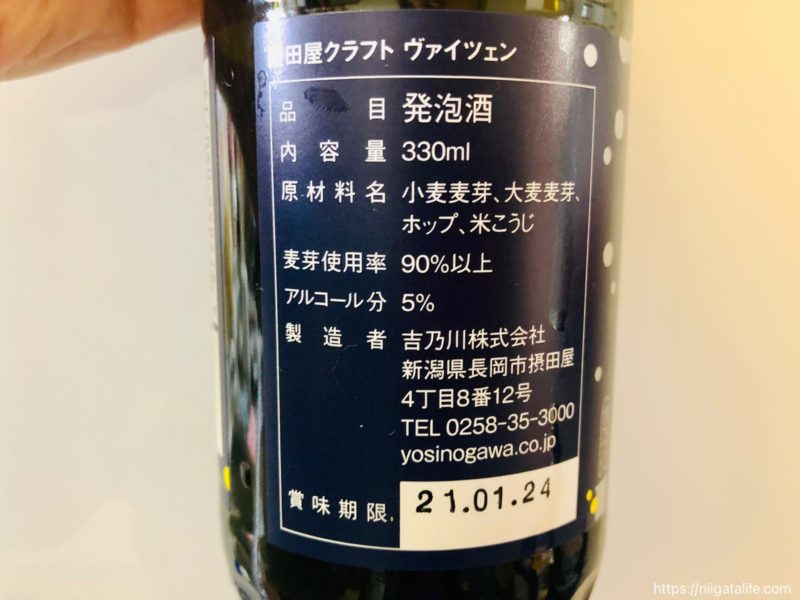 田屋クラフト ヴァイツェン
品目 発泡酒
内容量 330ml
原材料名 小麦麦芽、大麦麦芽、
ホップ、米こうじ
麦芽使用率 90%以上
アルコール分 5%
製造者 吉乃川株式会社
新潟県長岡市摂田屋
4丁目8番12号
TEL 0258-35-3000
yosinogawa.co.jp
賞味期限 21.01.24
https://niigatalife.com